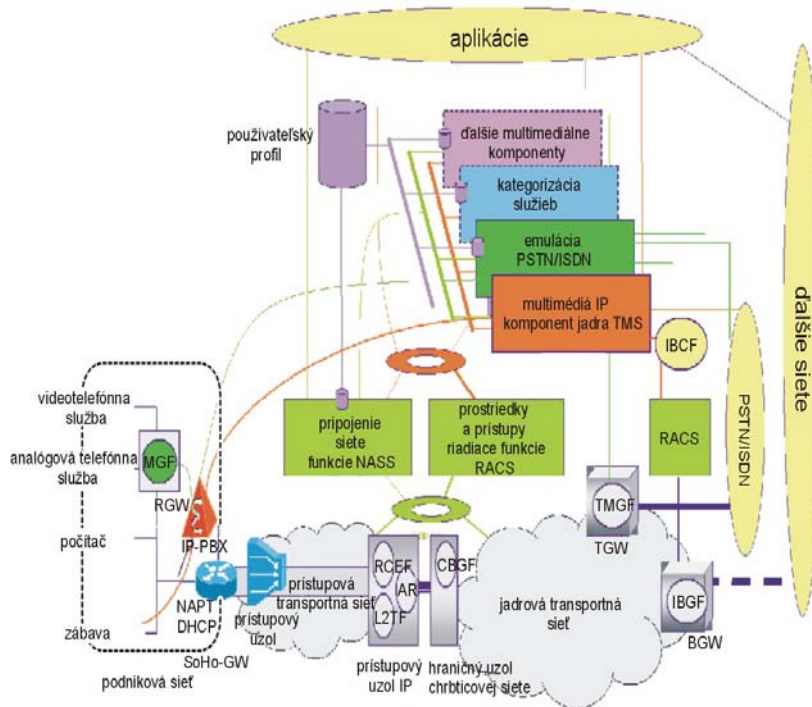 aplikácie
používateľský
profil
ďalšie multimediálne
komponenty
kategorizácia
služieb
emulácia
PSTN/ISDN
multimédiá IP
komponent jadra TMS
IBCF
ďalšie siete
PSTN/ISDN
videotelefónna
služba
analógová telefónna
služba
MGF
RGW
počítač
IP-PBX
zábava
NAPT
DHCP
SoHo-GW
podniková sieť
pripojenie
siete
funkcie NASS
prostriedky
a prístupy
riadiace funkcie
RACS
RACS
TMGF
TGW
prístupová
transportná sieť
prístupový
uzol
RCEF
AR
L2TF
CBGF
prístupový
uzol IP
hraničný uzol
chrbticovej siete
jadrová transportná
sieť
IBGF
BGW